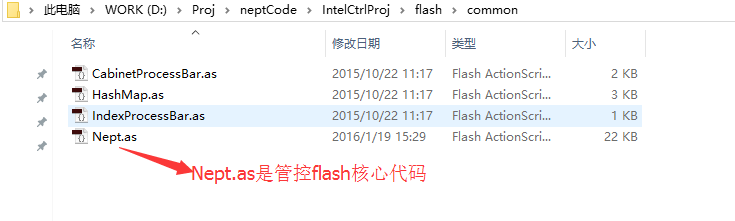 此电脑 > WORK (D:) > Proj > neptCode > IntelCtrlProj > flash > common
名称 修改日期 类型 大小
CabinetProcessBar.as 2015/10/22 11:17 Flash ActionScri... 2 KB
HashMap.as 2015/10/22 11:17 Flash ActionScri... 3 KB
IndexProcessBar.as 2015/10/22 11:17 Flash ActionScri... 1 KB
Nept.as 2016/1/19 15:29 Flash ActionScri... 22 KB
Nept.as是管控flash核心代码